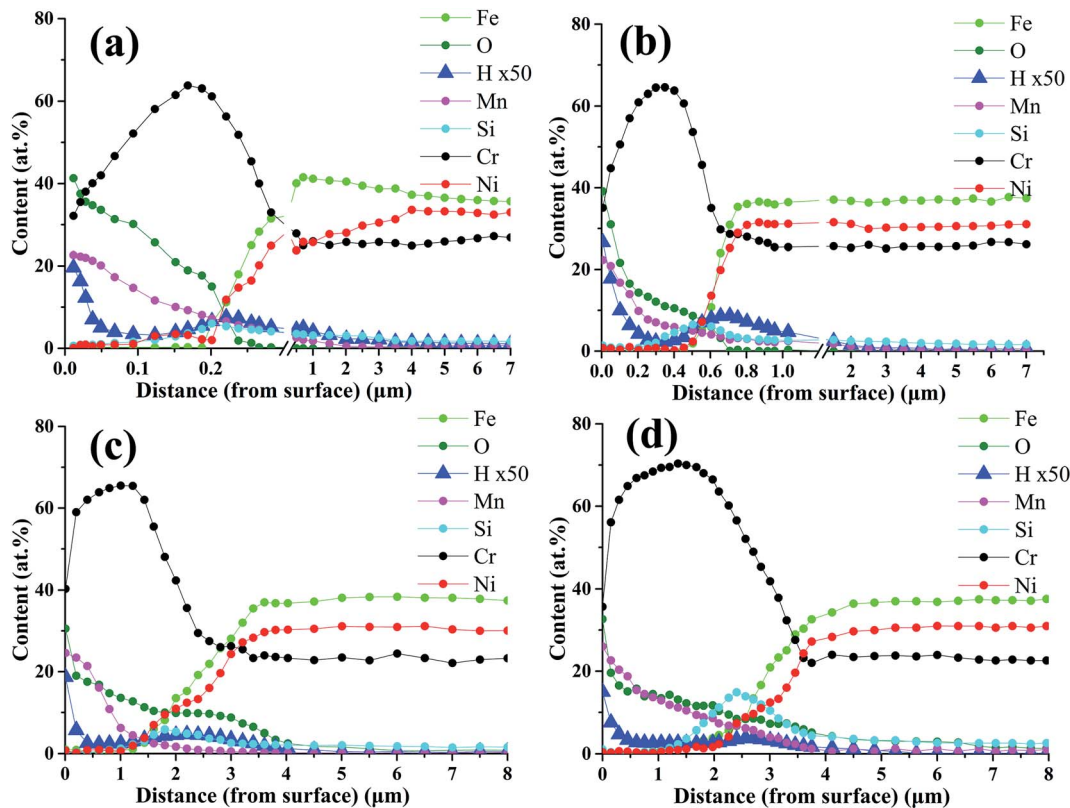 (a)
Fe
O
H x50
Mn
Si
Cr
Ni
80
60
40
20
0
Content (at.%)
0.0 0.1 0.2 1 2 3 4 5 6 7
Distance (from surface) (μm)
(b)
Fe
O
H x50
Mn
Si
Cr
Ni
80
60
40
20
0
Content (at.%)
0.0 0.2 0.4 0.6 0.8 1.0 2 3 4 5 6 7
Distance (from surface) (μm)
(c)
Fe
O
H x50
Mn
Si
Cr
Ni
80
60
40
20
0
Content (at.%)
0 1 2 3 4 5 6 7 8
Distance (from surface) (μm)
(d)
Fe
O
H x50
Mn
Si
Cr
Ni
80
60
40
20
0
Content (at.%)
0 1 2 3 4 5 6 7 8
Distance (from surface) (μm)